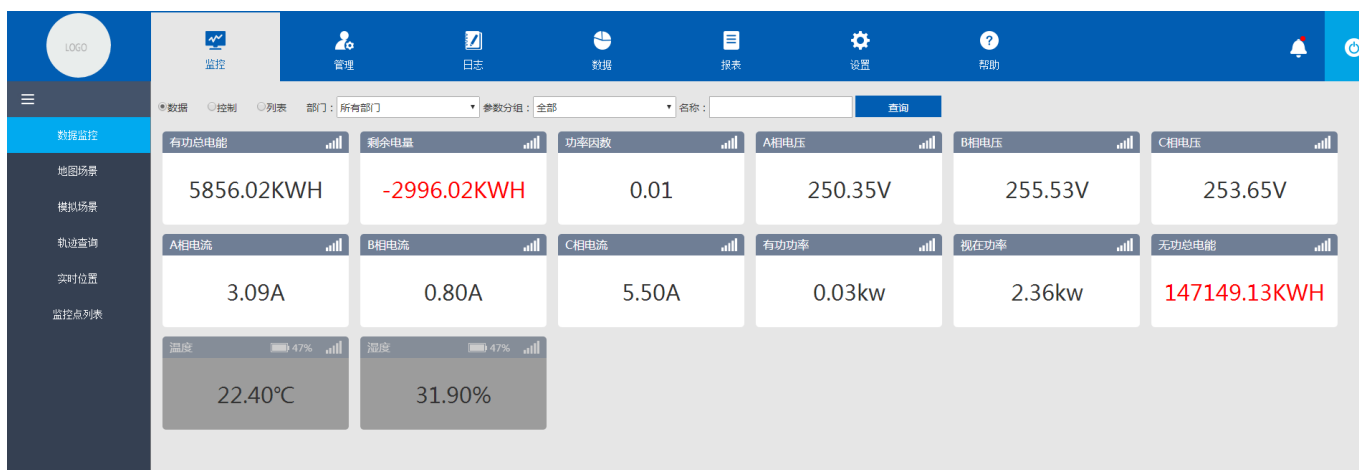 LOGO
监控 管理 日志 数据 报表 设置 帮助
数据 控制 列表 部门： 所有部门 参数分组： 全部 名称： 查询
数据监控
地图场景
模拟场景
轨迹查询
实时位置
监控点列表
有功总电能 剩余电量 功率因数 A相电压 B相电压 C相电压
5856.02KWH -2996.02KWH 0.01 250.35V 255.53V 253.65V
A相电流 B相电流 C相电流 有功功率 视在功率 无功总电能
3.09A 0.80A 5.50A 0.03kw 2.36kw 147149.13KWH
温度 47% 湿度 47%
22.40℃ 31.90%